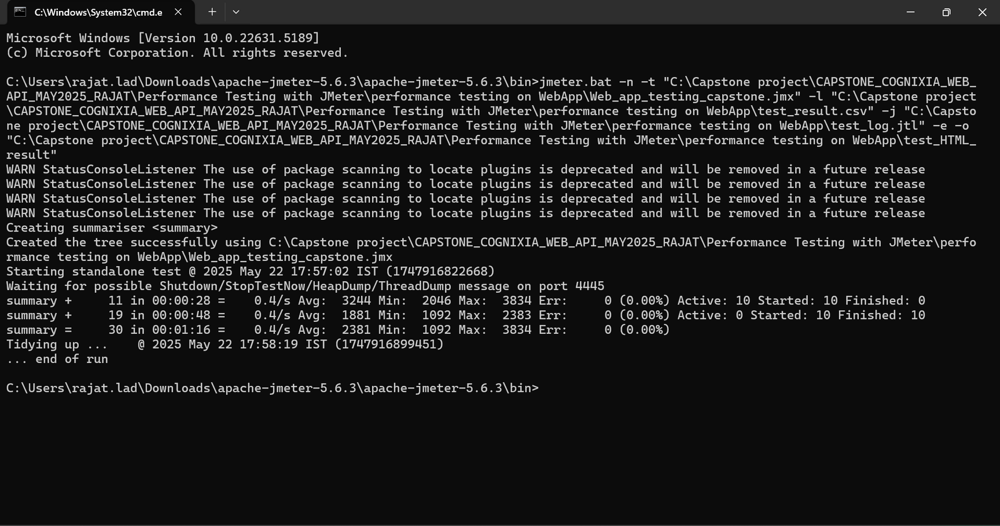 C:\Windows\System32\cmd.e
Microsoft Windows [Version 10.0.22631.5189]
(c) Microsoft Corporation. All rights reserved.
C:\Users\rajat.lad\Downloads\apache-jmeter-5.6.3\apache-jmeter-5.6.3\bin>jmeter.bat -n -t "C:\Capstone project\CAPSTONE_COGNIXIA_WEB_
API_MAY2025_RAJAT\Performance Testing with JMeter\performance testing on WebApp\Web_app_testing_capstone.jmx" -l "C:\Capstone project
\CAPSTONE_COGNIXIA_WEB_API_MAY2025_RAJAT\Performance Testing with JMeter\performance testing on WebApp\test_result.csv" -j "C:\Capsto
ne project\CAPSTONE_COGNIXIA_WEB_API_MAY2025_RAJAT\Performance Testing with JMeter\performance testing on WebApp\test_log.jtl" -e -o
"C:\Capstone project\CAPSTONE_COGNIXIA_WEB_API_MAY2025_RAJAT\Performance Testing with JMeter\performance testing on WebApp\test_HTML_
result"
WARN StatusConsoleListener The use of package scanning to locate plugins is deprecated and will be removed in a future release
WARN StatusConsoleListener The use of package scanning to locate plugins is deprecated and will be removed in a future release
WARN StatusConsoleListener The use of package scanning to locate plugins is deprecated and will be removed in a future release
WARN StatusConsoleListener The use of package scanning to locate plugins is deprecated and will be removed in a future release
Creating summariser <summary>
Created the tree successfully using C:\Capstone project\CAPSTONE_COGNIXIA_WEB_API_MAY2025_RAJAT\Performance Testing with JMeter\perfo
rmance testing on WebApp\Web_app_testing_capstone.jmx
Starting standalone test @ 2025 May 22 17:57:02 IST (1747916822668)
Waiting for possible Shutdown/StopTestNow/HeapDump/ThreadDump message on port 4445
summary +     11 in 00:00:28 =    0.4/s Avg:  3244 Min:  2046 Max:  3834 Err:     0 (0.00%) Active: 10 Started: 10 Finished: 0
summary +     19 in 00:00:48 =    0.4/s Avg:  1881 Min:  1092 Max:  2383 Err:     0 (0.00%) Active: 0 Started: 10 Finished: 10
summary =     30 in 00:01:16 =    0.4/s Avg:  2381 Min:  1092 Max:  3834 Err:     0 (0.00%)
Tidying up ...    @ 2025 May 22 17:58:19 IST (1747916899451)
... end of run
C:\Users\rajat.lad\Downloads\apache-jmeter-5.6.3\apache-jmeter-5.6.3\bin>